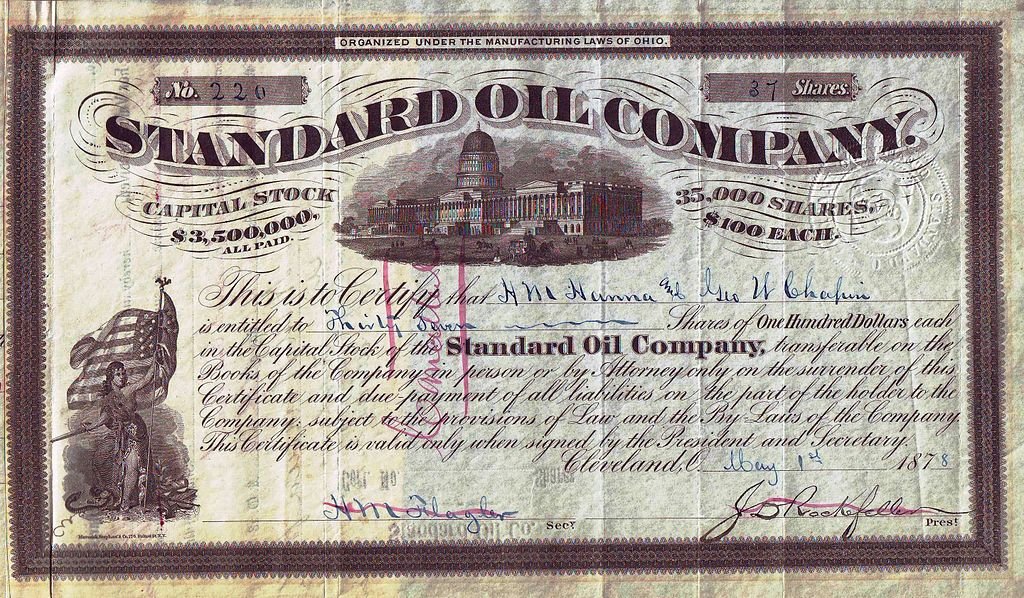 ORGANIZED UNDER THE MANUFACTURING LAWS OF OHIO.
No. 220
37 Shares
STANDARD OIL COMPANY.
CAPITAL STOCK
$3,500,000,
ALL PAID.
35,000 SHARES,
$100 EACH.
This is to Certify that H M Hanna and Geo W Chapin
is entitled to Thirty Seven Shares of One Hundred Dollars each
in the Capital Stock of the Standard Oil Company, transferable on the
Books of the Company in person or by Attorney only on the surrender of this
Certificate and due payment of all liabilities on the part of the holder to the
Company: subject to the provisions of Law and the By-Laws of the Company.
This Certificate is valid only when signed by the President and Secretary.
Cleveland, O. May 1st 1878
H M Flagler Secy.
J D Rockefeller Prest.